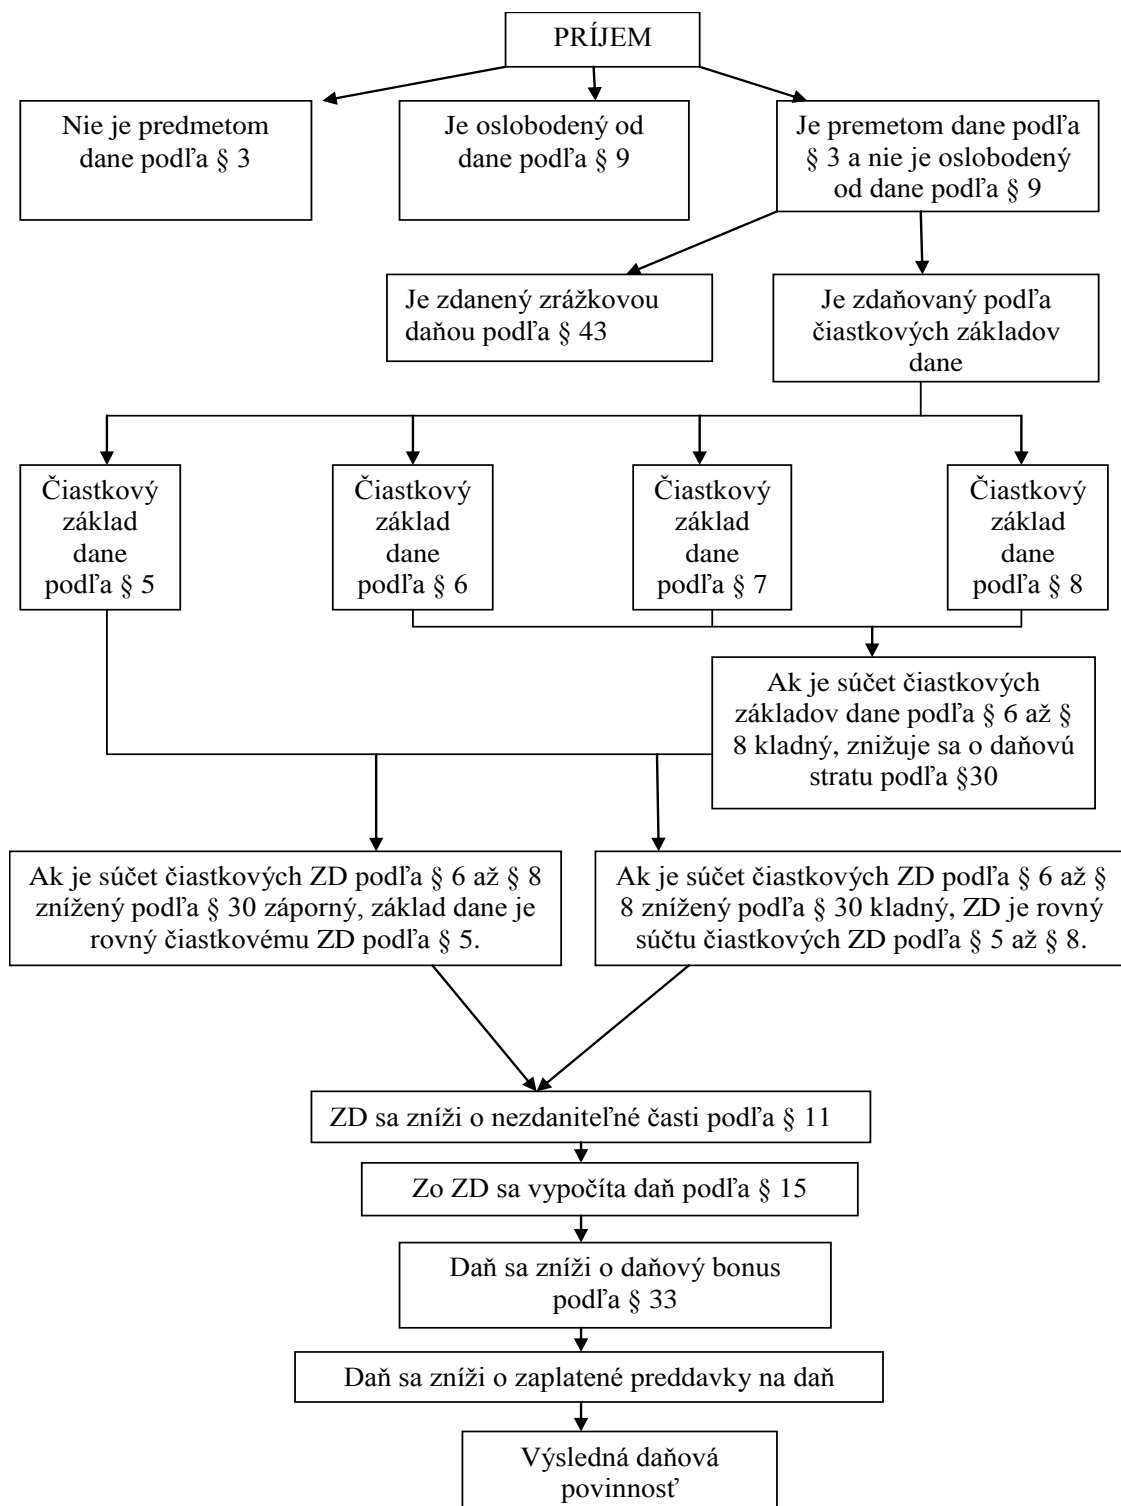 PRÍJEM
Nie je predmetom
dane podľa § 3
Je oslobodený od
dane podľa § 9
Je premetom dane podľa
§ 3 a nie je oslobodený
od dane podľa § 9
Je zdanený zrážkovou
daňou podľa § 43
Je zdaňovaný podľa
čiastkových základov
dane
Čiastkový
základ
dane
podľa § 5
Čiastkový
základ
dane
podľa § 6
Čiastkový
základ
dane
podľa § 7
Čiastkový
základ
dane
podľa § 8
Ak je súčet čiastkových
základov dane podľa § 6 až §
8 kladný, znižuje sa o daňovú
stratu podľa §30
Ak je súčet čiastkových ZD podľa § 6 až § 8
znížený podľa § 30 záporný, základ dane je
rovný čiastkovému ZD podľa § 5.
Ak je súčet čiastkových ZD podľa § 6 až §
8 znížený podľa § 30 kladný, ZD je rovný
súčtu čiastkových ZD podľa § 5 až § 8.
ZD sa zníži o nezdaniteľné časti podľa § 11
Zo ZD sa vypočíta daň podľa § 15
Daň sa zníži o daňový bonus
podľa § 33
Daň sa zníži o zaplatené preddavky na daň
Výsledná daňová
povinnosť